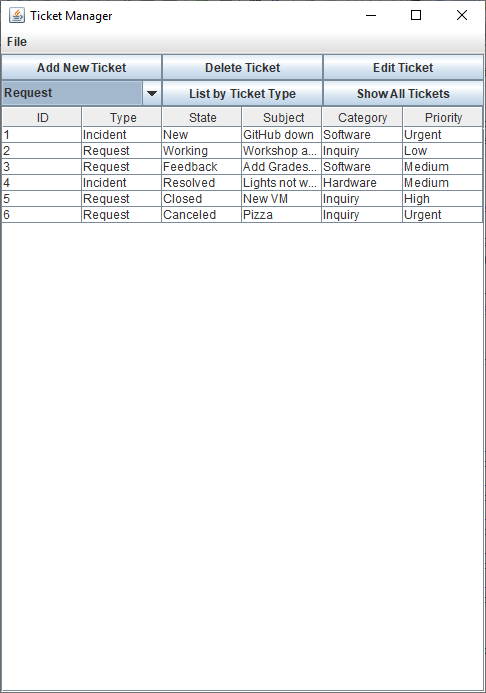 Ticket Manager
File
Add New Ticket Delete Ticket Edit Ticket
Request List by Ticket Type Show All Tickets
ID Type State Subject Category Priority
1 Incident New GitHub down Software Urgent
2 Request Working Workshop a... Inquiry Low
3 Request Feedback Add Grades... Software Medium
4 Incident Resolved Lights not w... Hardware Medium
5 Request Closed New VM Inquiry High
6 Request Canceled Pizza Inquiry Urgent